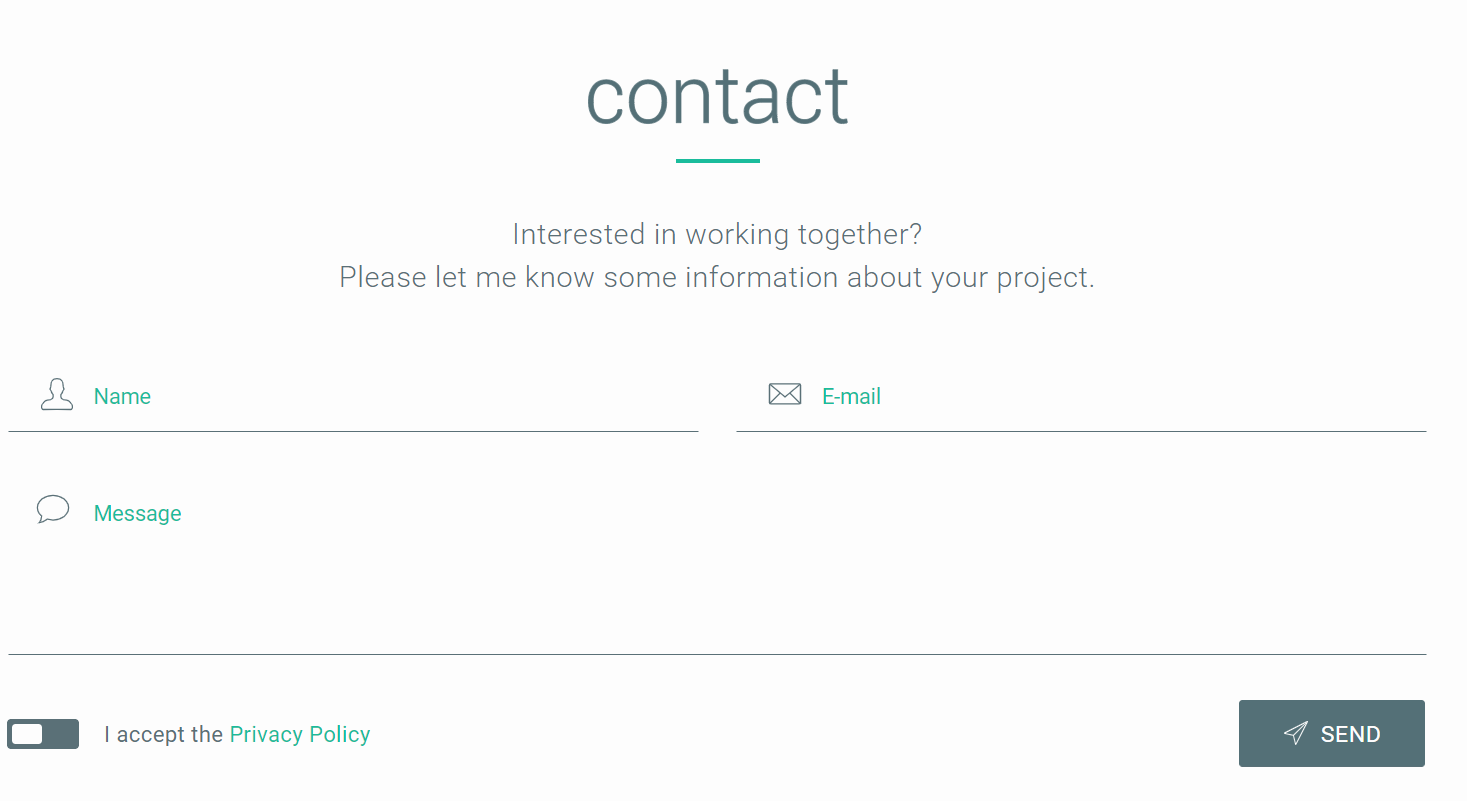 contact
Interested in working together?
Please let me know some information about your project.
Name
E-mail
Message
I accept the Privacy Policy
SEND